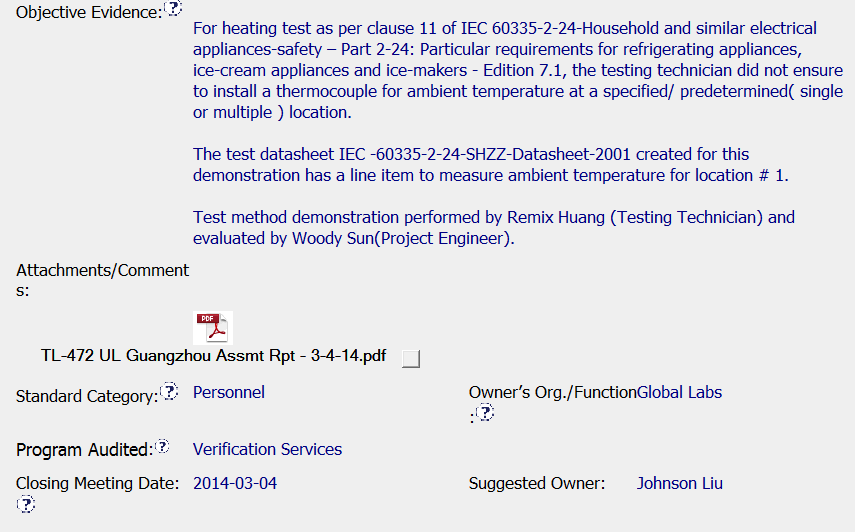 Objective Evidence:?
For heating test as per clause 11 of IEC 60335-2-24-Household and similar electrical
appliances-safety – Part 2-24: Particular requirements for refrigerating appliances,
ice-cream appliances and ice-makers - Edition 7.1, the testing technician did not ensure
to install a thermocouple for ambient temperature at a specified/ predetermined( single
or multiple ) location.
The test datasheet IEC -60335-2-24-SHZZ-Datasheet-2001 created for this
demonstration has a line item to measure ambient temperature for location # 1.
Test method demonstration performed by Remix Huang (Testing Technician) and
evaluated by Woody Sun(Project Engineer).
Attachments/Comment
s:
PDF
TL-472 UL Guangzhou Assmt Rpt - 3-4-14.pdf
Standard Category:? Personnel Owner's Org./FunctionGlobal Labs
:?
Program Audited:? Verification Services
Closing Meeting Date: 2014-03-04 Suggested Owner: Johnson Liu
?